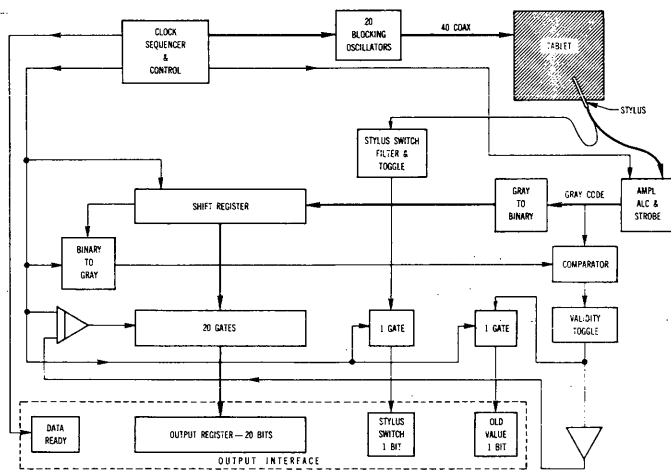 CLOCK
SEQUENCER
&
CONTROL
20
BLOCKING
OSCILLATORS
40 COAX
TABLET
STYLUS
STYLUS SWITCH
FILTER &
TOGGLE
SHIFT REGISTER
GRAY
TO
BINARY
GRAY CODE
AMPL
ALC &
STROBE
BINARY
TO
GRAY
COMPARATOR
20 GATES
1 GATE
1 GATE
VALIDITY
TOGGLE
DATA
READY
OUTPUT REGISTER — 20 BITS
STYLUS
SWITCH
1 BIT
OLD
VALUE
1 BIT
OUTPUT INTERFACE